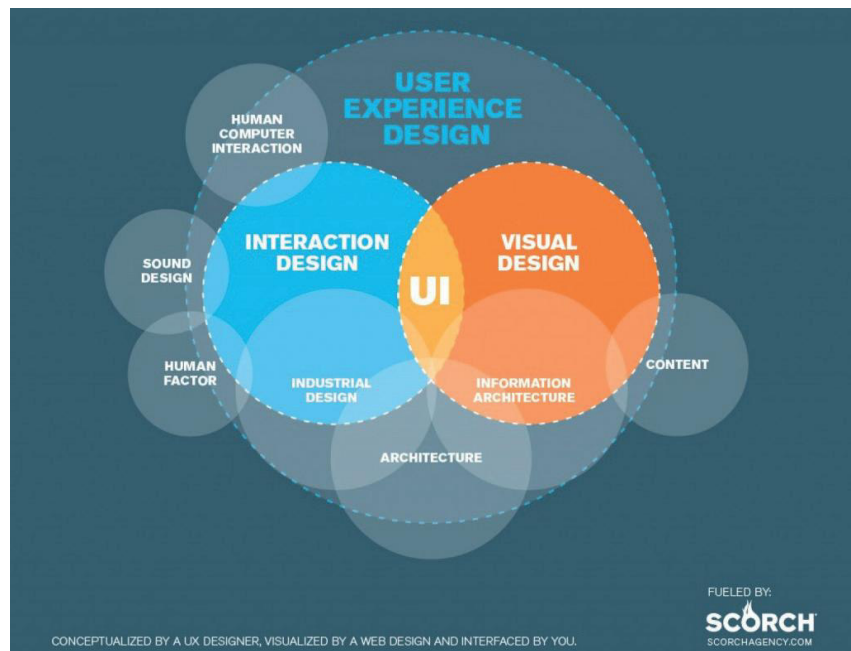 USER
EXPERIENCE
DESIGN
HUMAN
COMPUTER
INTERACTION
INTERACTION
DESIGN
VISUAL
DESIGN
UI
SOUND
DESIGN
HUMAN
FACTOR
INDUSTRIAL
DESIGN
INFORMATION
ARCHITECTURE
CONTENT
ARCHITECTURE
FUELED BY:
SCORCH
SCORCHAGENCY.COM
CONCEPTUALIZED BY A UX DESIGNER, VISUALIZED BY A WEB DESIGN AND INTERFACED BY YOU.